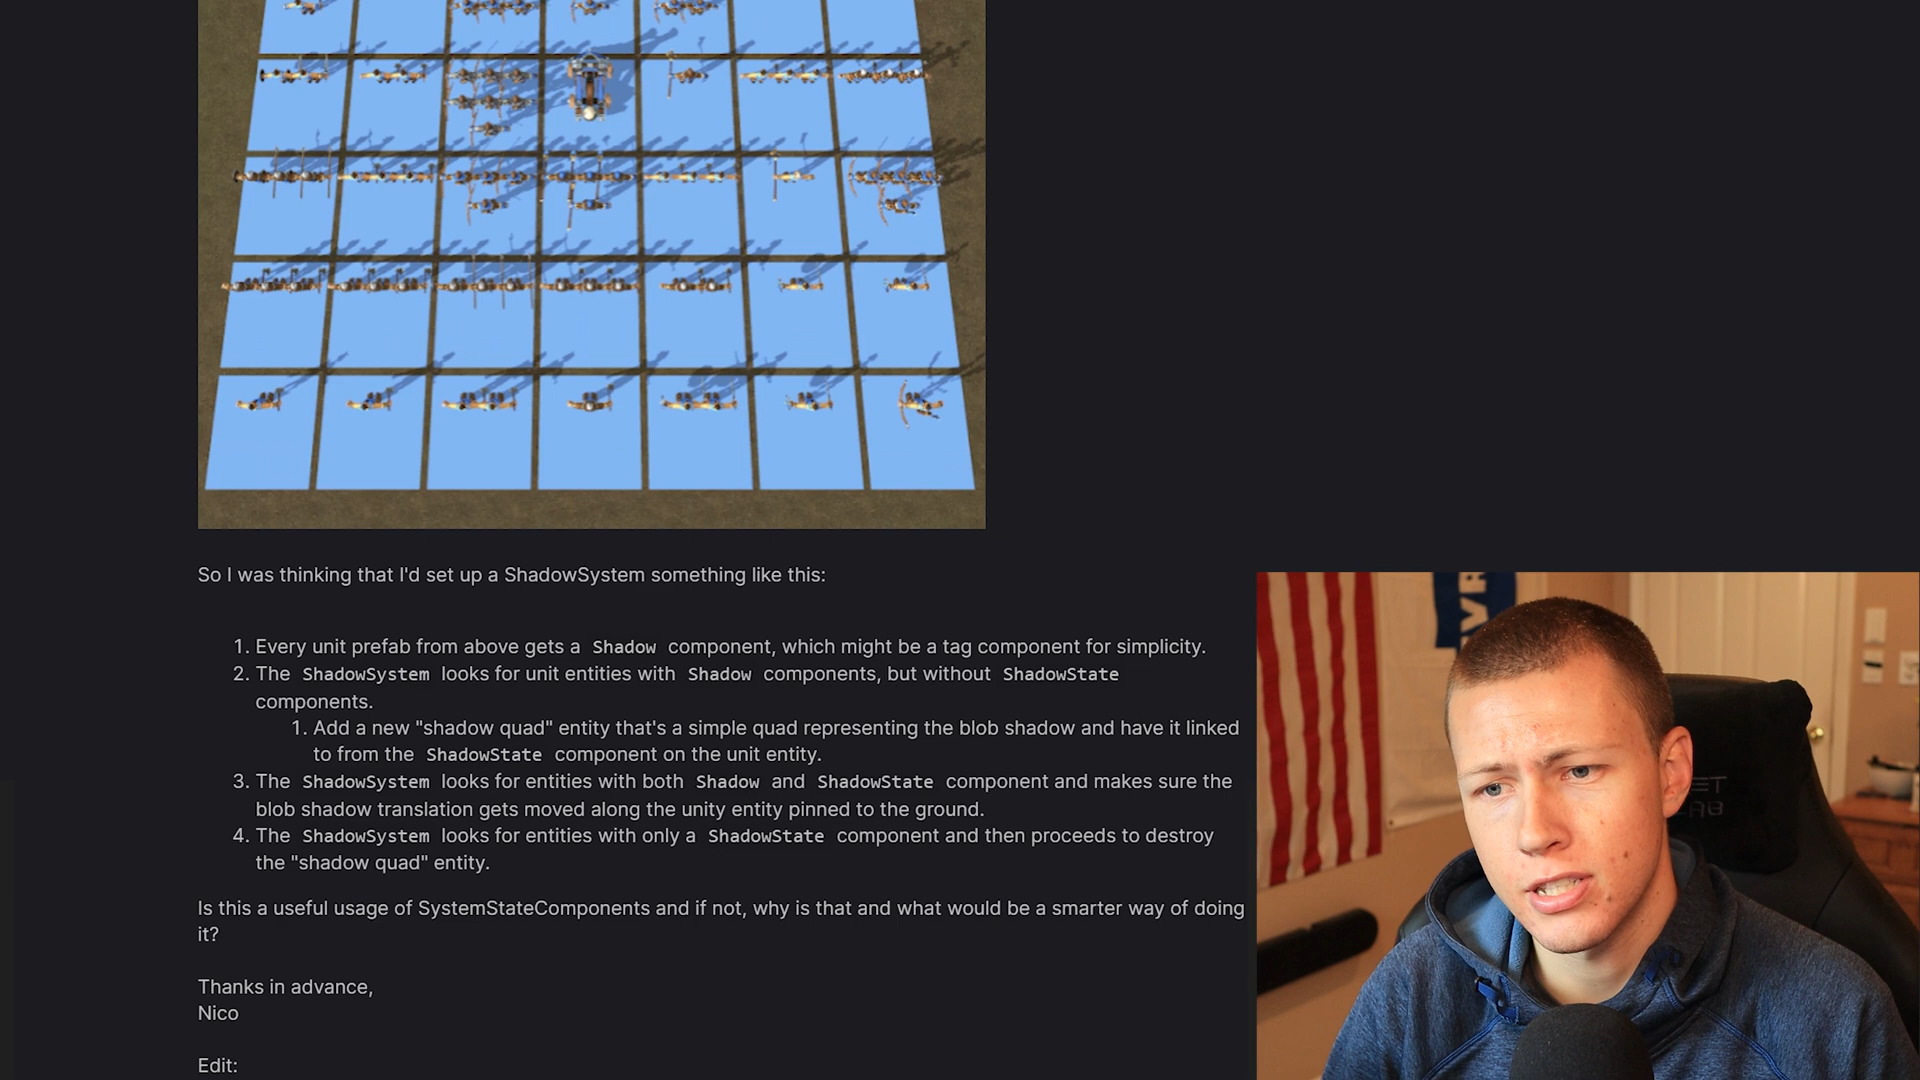 So I was thinking that I'd set up a ShadowSystem something like this:
1. Every unit prefab from above gets a Shadow component, which might be a tag component for simplicity.
2. The ShadowSystem looks for unit entities with Shadow components, but without ShadowState
components.
1. Add a new "shadow quad" entity that's a simple quad representing the blob shadow and have it linked
to from the ShadowState component on the unit entity.
3. The ShadowSystem looks for entities with both Shadow and ShadowState component and makes sure the
blob shadow translation gets moved along the unity entity pinned to the ground.
4. The ShadowSystem looks for entities with only a ShadowState component and then proceeds to destroy
the "shadow quad" entity.
Is this a useful usage of SystemStateComponents and if not, why is that and what would be a smarter way of doing
it?
Thanks in advance,
Nico
Edit: